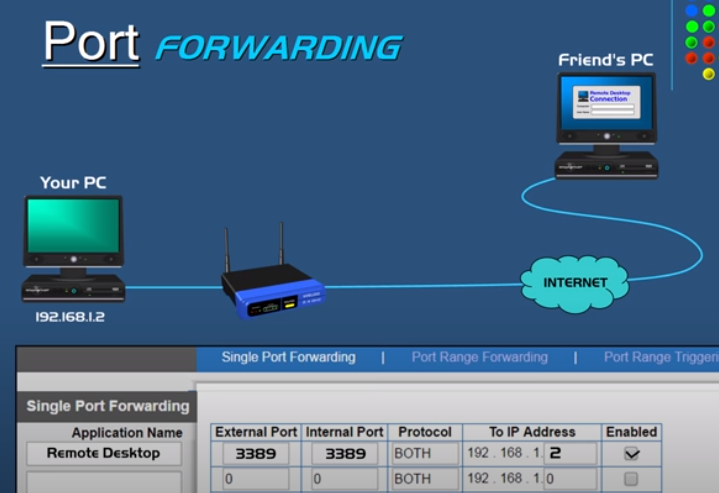 Port FORWARDING
Friend's PC
Remote Desktop
Connection
Your PC
INTERNET
192.168.1.2
Single Port Forwarding | Port Range Forwarding | Port Range Triggeri
Single Port Forwarding
Application Name External Port Internal Port Protocol To IP Address Enabled
Remote Desktop 3389 3389 BOTH 192 . 168 . 1. 2
0 0 BOTH 192 . 168 . 1. 0